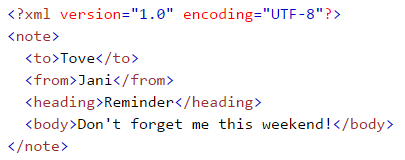 <?xml version="1.0" encoding="UTF-8"?>
<note>
  <to>Tove</to>
  <from>Jani</from>
  <heading>Reminder</heading>
  <body>Don't forget me this weekend!</body>
</note>